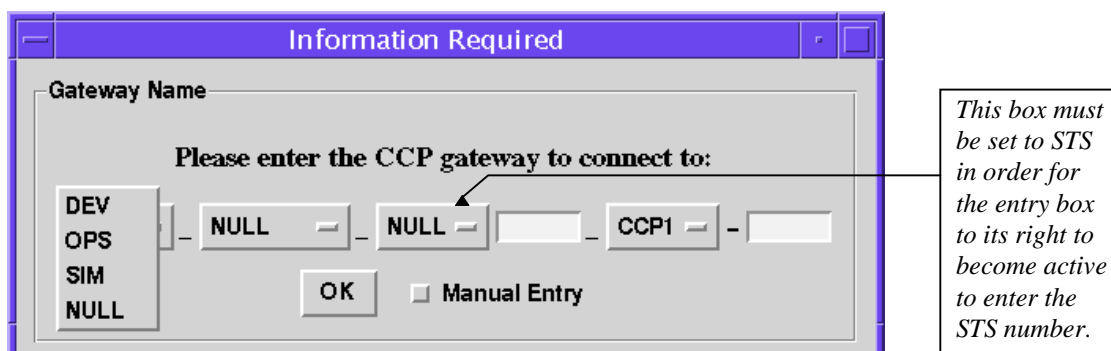 Information Required
Gateway Name
Please enter the CCP gateway to connect to:
DEV
OPS
SIM
NULL
_ NULL _ NULL _ CCP1 -
OK Manual Entry
This box must
be set to STS
in order for
the entry box
to its right to
become active
to enter the
STS number.